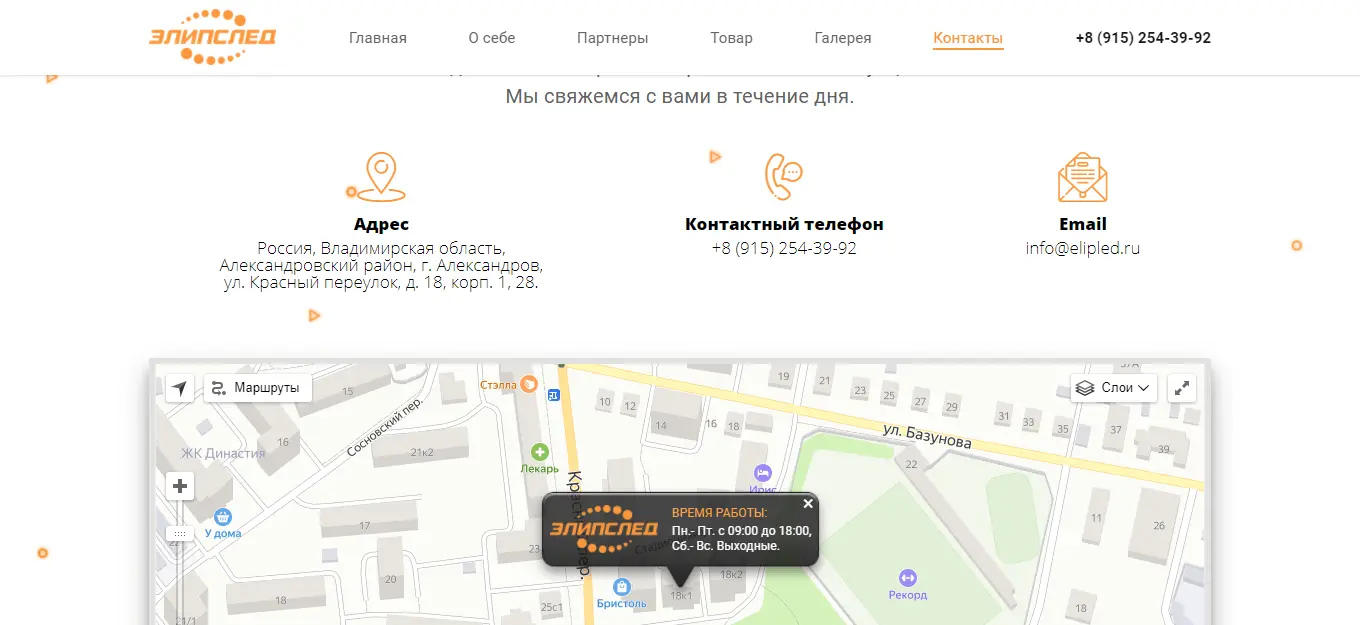 ЭЛИПСЛЕД
Главная
О себе
Партнеры
Товар
Галерея
Контакты
+8 (915) 254-39-92
Мы свяжемся с вами в течение дня.
Адрес
Россия, Владимирская область,
Александровский район, г. Александров,
ул. Красный переулок, д. 18, корп. 1, 28.
Контактный телефон
+8 (915) 254-39-92
Email
info@elipled.ru
Маршруты
Слои
Стэлла
15
16
Сосновский пер.
21к2
ЖК Династия
Лекарь
10
12
14
16
18
19
21
23
25
27
29
31
33
35
37
39
37А
ул. Базунова
22
Ирис
У дома
17
22
23
ЭЛИПСЛЕД
ВРЕМЯ РАБОТЫ:
Пн.- Пт. с 09:00 до 18:00,
Сб.- Вс. Выходные.
11
26
20
18
Бристоль
18к1
18к2
Рекорд
25с1
18
21/1